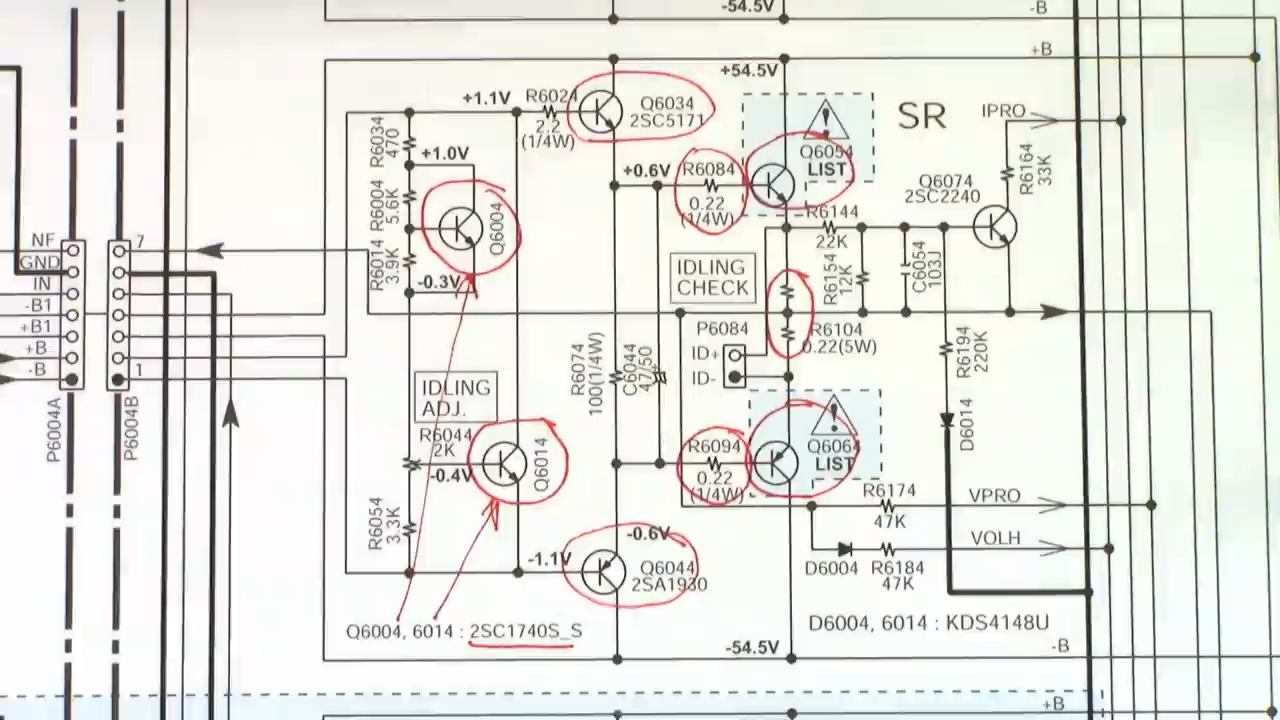 -54.5V
-B
+B
+54.5V
+1.1V
R6024
2.2
(1/4W)
Q6034
2SC5171
SR
IPRO
R6034
470
+1.0V
R6004
5.6K
Q6004
+0.6V
R6084
0.22
(1/4W)
Q6054
LIST
R6164
33K
Q6074
2SC2240
R6144
22K
NF
GND
IN
-B1
+B1
+B
-B
7
1
P6004A
P6004B
R6014
3.9K
-0.3V
IDLING
CHECK
R6154
12K
C6054
103J
P6084
ID+
ID-
R6104
0.22(5W)
R6194
220K
R6074
100(1/4W)
C6044
47/50
IDLING
ADJ.
R6044
2K
-0.4V
Q6014
R6094
0.22
(1/4W)
Q6064
LIST
D6014
R6054
3.3K
R6174
47K
VPRO
VOLH
D6004
R6184
47K
-0.6V
-1.1V
Q6044
2SA1930
Q6004, 6014 : 2SC1740S_S
D6004, 6014 : KDS4148U
-54.5V
-B
+B